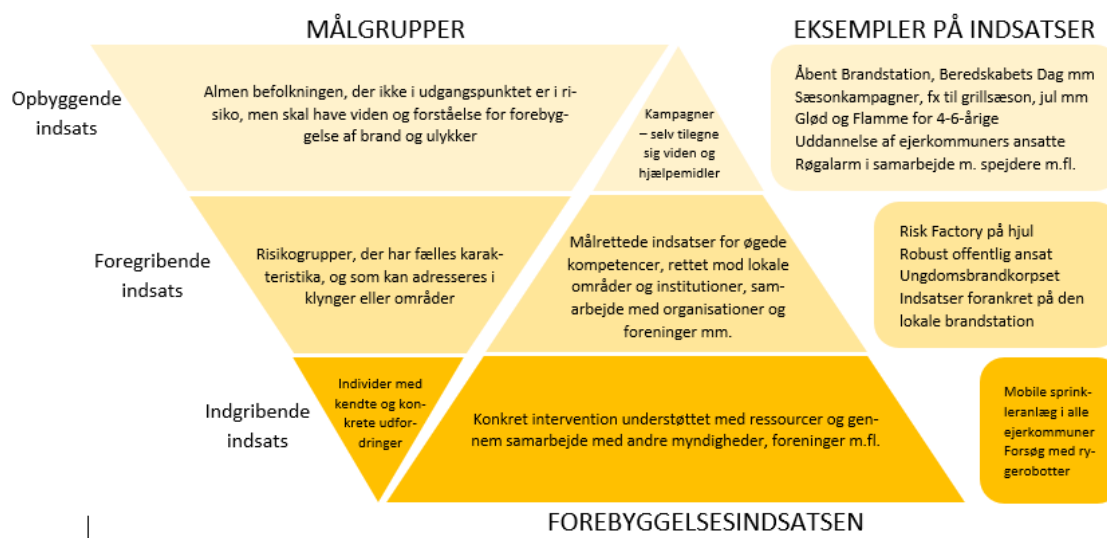 MÅLGRUPPER
EKSEMPLER PÅ INDSATSER
Opbyggende
indsats
Almen befolkningen, der ikke i udgangspunktet er i ri-
siko, men skal have viden og forståelse for forebyg-
gelse af brand og ulykker
Kampagner
– selv tilegne
sig viden og
hjælpemidler
Åbent Brandstation, Beredskabets Dag mm
Sæsonkampagner, fx til grillsæson, jul mm
Glød og Flamme for 4-6-årige
Uddannelse af ejerkommuners ansatte
Røgalarm i samarbejde m. spejdere m.fl.
Foregribende
indsats
Risikogrupper, der har fælles karak-
teristika, og som kan adresseres i
klynger eller områder
Målrettede indsatser for øgede
kompetencer, rettet mod lokale
områder og institutioner, sam-
arbejde med organisationer og
foreninger mm.
Risk Factory på hjul
Robust offentlig ansat
Ungdomsbrandkorpset
Indsatser forankret på den
lokale brandstation
Indgribende
indsats
Individer med
kendte og kon-
krete udfor-
dringer
Konkret intervention understøttet med ressourcer og gen-
nem samarbejde med andre myndigheder, foreninger m.fl.
Mobile sprink-
leranlæg i alle
ejerkommuner
Forsøg med ry-
gerobotter
FOREBYGGELSESINDSATSEN